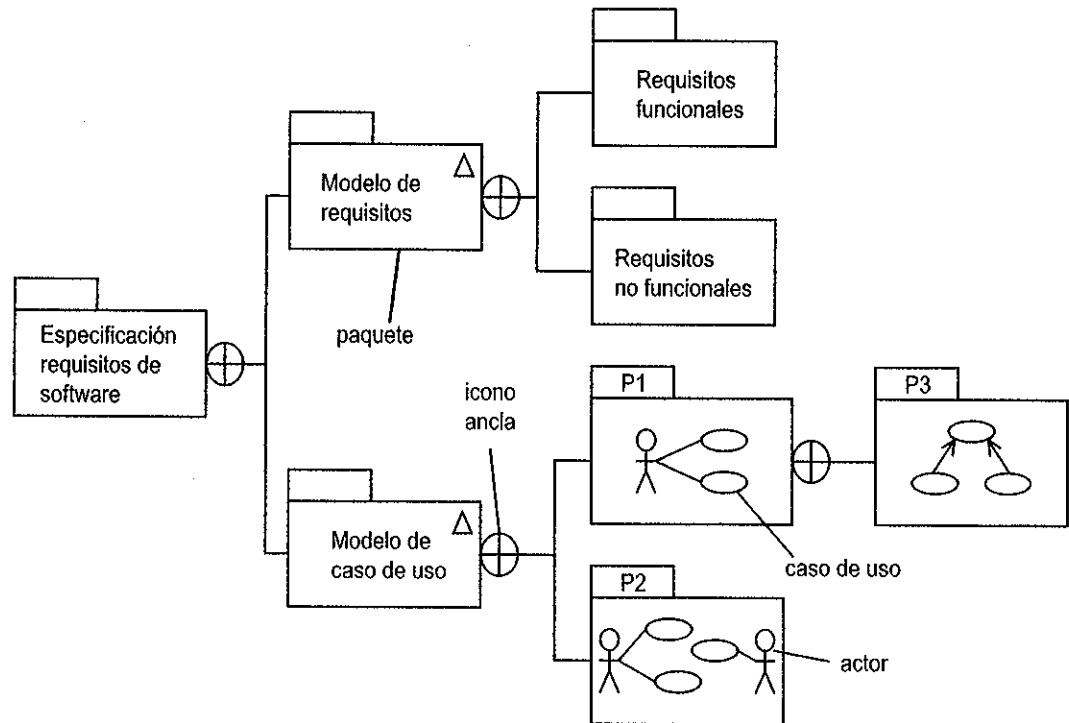 Requisitos
funcionales
Modelo de
requisitos
Requisitos
no funcionales
paquete
Especificación
requisitos de
software
icono
ancla
P1
P3
Modelo de
caso de uso
caso de uso
P2
actor